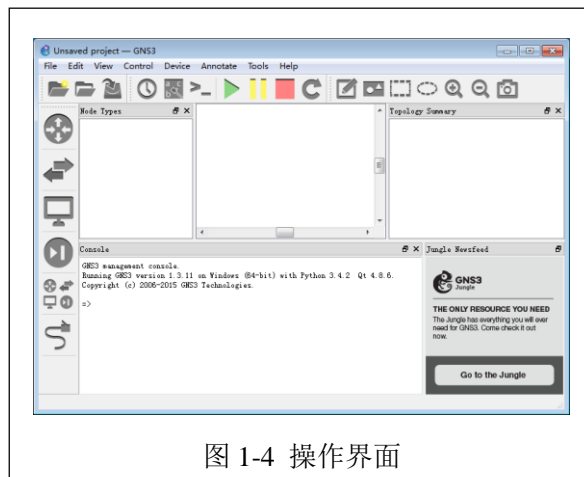 Unsaved project — GNS3
File Edit View Control Device Annotate Tools Help
Node Types
Topology Summary
Console
Jungle Newsfeed
GNS3 management console.
Running GNS3 version 1.3.11 on Windows (64-bit) with Python 3.4.2 Qt 4.8.6.
Copyright (c) 2006-2015 GNS3 Technologies.
=>
GNS3
Jungle
THE ONLY RESOURCE YOU NEED
The Jungle has everything you will ever
need for GNS3. Come check it out
now.
Go to the Jungle
图 1-4 操作界面